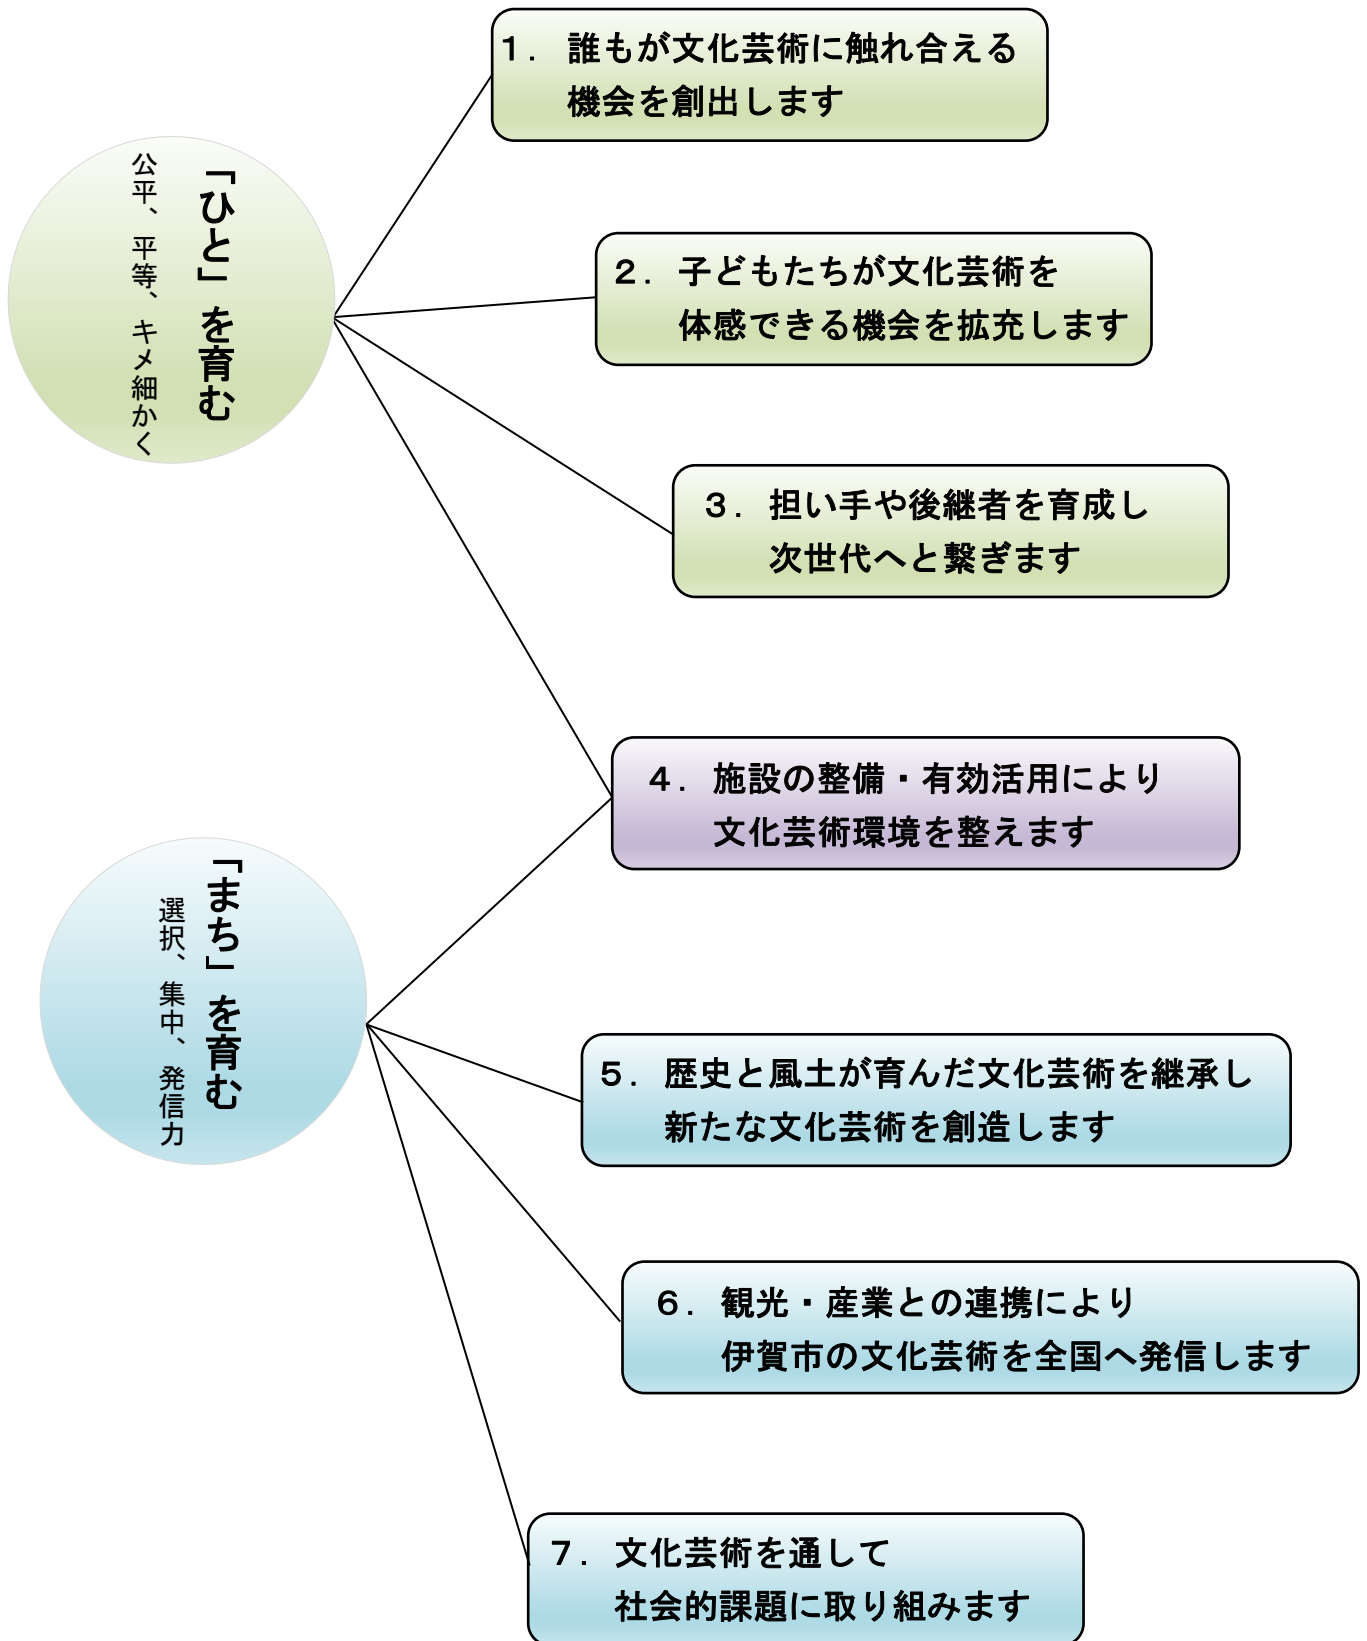 １．誰もが文化芸術に触れ合える
機会を創出します
「ひと」を育む
公平、平等、キメ細かく
２．子どもたちが文化芸術を
体感できる機会を拡充します
３．担い手や後継者を育成し
次世代へと繋ぎます
４．施設の整備・有効活用により
文化芸術環境を整えます
「まち」を育む
選択、集中、発信力
５．歴史と風土が育んだ文化芸術を継承し
新たな文化芸術を創造します
６．観光・産業との連携により
伊賀市の文化芸術を全国へ発信します
７．文化芸術を通して
社会的課題に取り組みます